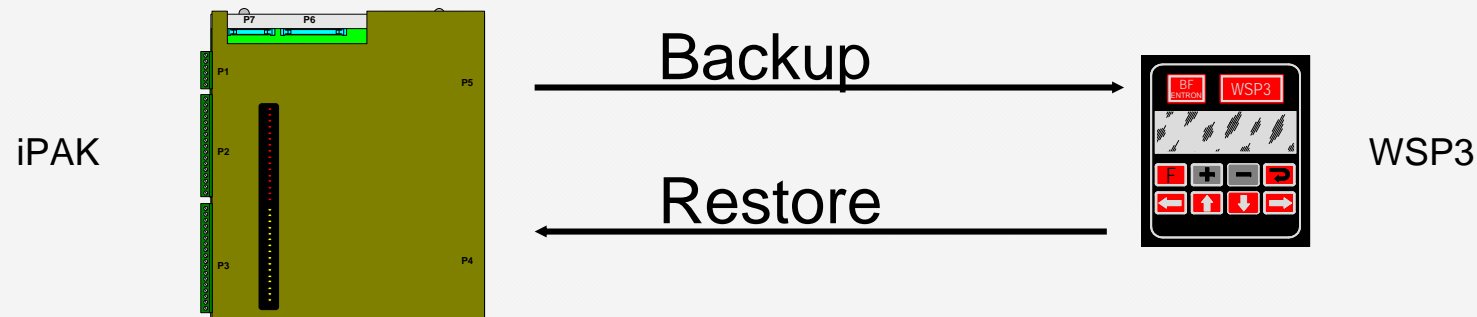 P7 P6
Backup
P1
P5
BF
ENTRON
WSP3
iPAK
P2
WSP3
F + -
Restore
P3
P4